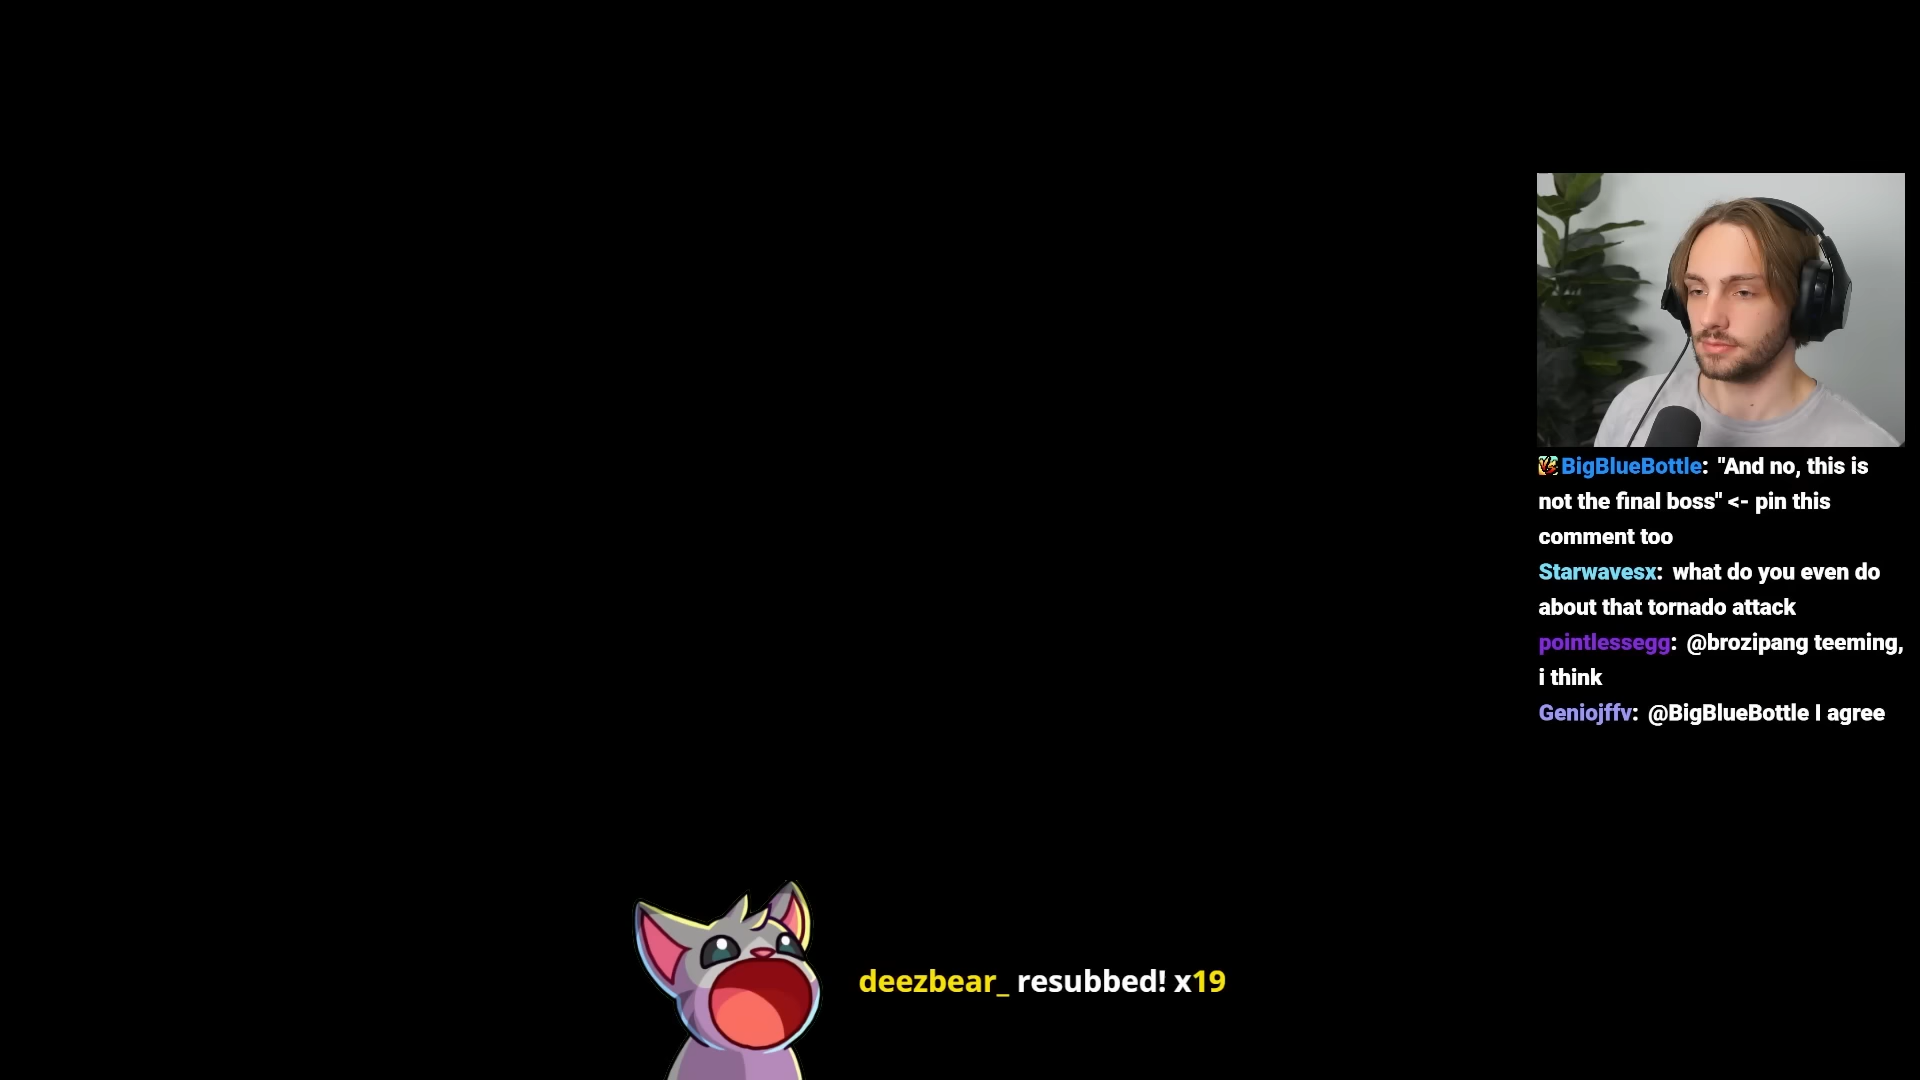 BigBlueBottle: "And no, this is
not the final boss" <- pin this
comment too
Starwavesx: what do you even do
about that tornado attack
pointlessegg: @brozipang teeming,
i think
Geniojffv: @BigBlueBottle I agree
deezbear_ resubbed! x19